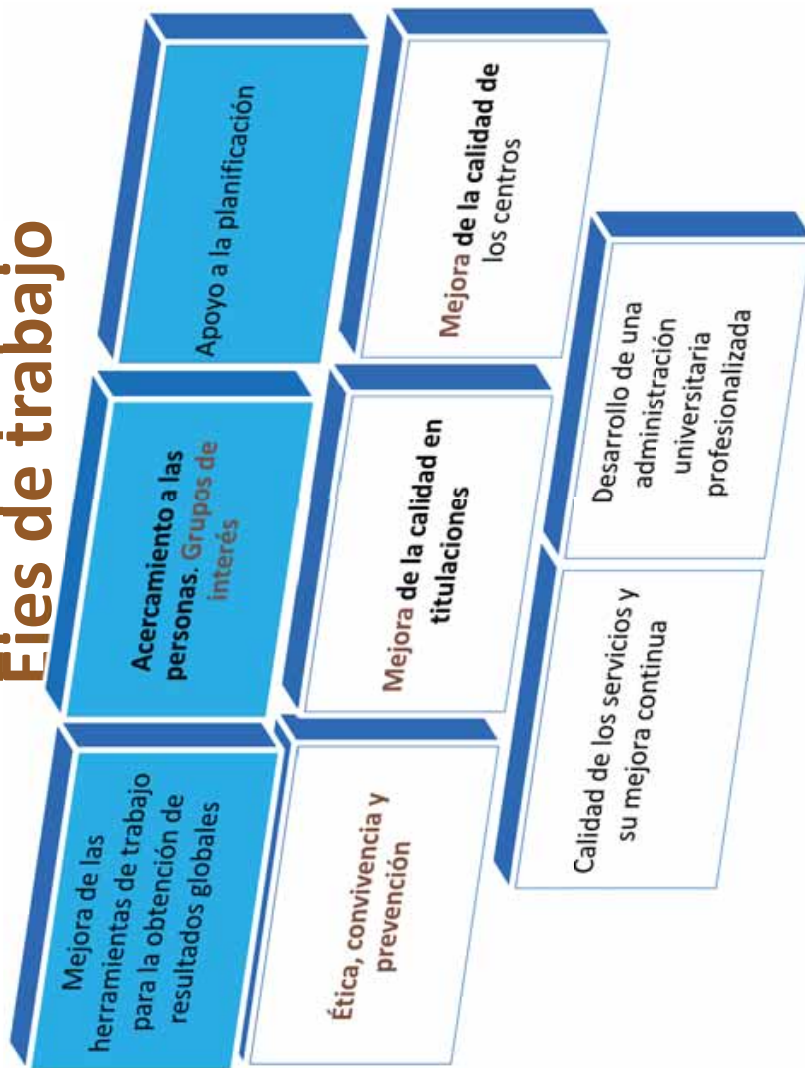 Ejes de trabajo
Mejora de las
herramientas de trabajo
para la obtención de
resultados globales
Acercamiento a las
personas. Grupos de
interés
Apoyo a la planificación
Ética, convivencia y
prevención
Mejora de la calidad en
titulaciones
Mejora de la calidad de
los centros
Calidad de los servicios y
su mejora continua
Desarrollo de una
administración
universitaria
profesionalizada